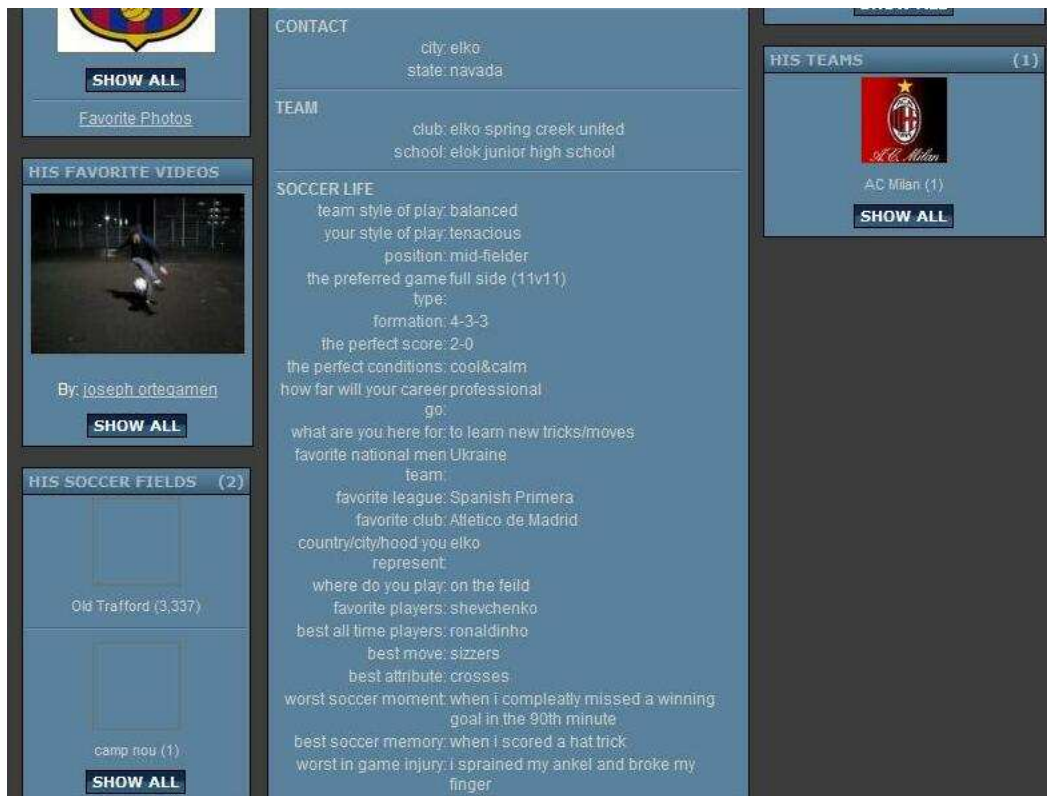 SHOW ALL
Favorite Photos
HIS FAVORITE VIDEOS
By: joseph ortegamen
SHOW ALL
HIS SOCCER FIELDS (2)
Old Trafford (3,337)
camp nou (1)
SHOW ALL
CONTACT
city: elko
state: navada
TEAM
club: elko spring creek united
school: elok junior high school
SOCCER LIFE
team style of play: balanced
your style of play: tenacious
position: mid-fielder
the preferred game full side (11v11)
type:
formation: 4-3-3
the perfect score: 2-0
the perfect conditions: cool&calm
how far will your career professional
go:
what are you here for: to learn new tricks/moves
favorite national men Ukraine
team:
favorite league: Spanish Primera
favorite club: Atletico de Madrid
country/city/hood you elko
represent:
where do you play: on the feild
favorite players: shevchenko
best all time players: ronaldinho
best move: sizzers
best attribute: crosses
worst soccer moment: when i compleatly missed a winning
goal in the 90th minute
best soccer memory: when i scored a hat trick
worst in game injury: i sprained my ankel and broke my
finger
HIS TEAMS (1)
A.C. Milan
AC Milan (1)
SHOW ALL